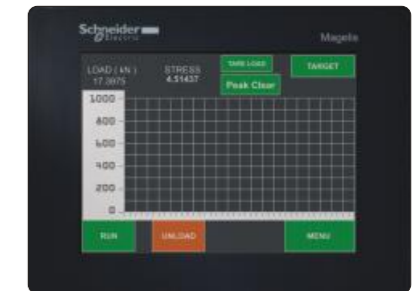 Schneider
Electric
Magelis
LOAD ( kN )
17.3975
STRESS
4.51437
TARE LOAD
Peak Clear
TARGET
1000
800
600
400
200
0
RUN
UNLOAD
MENU